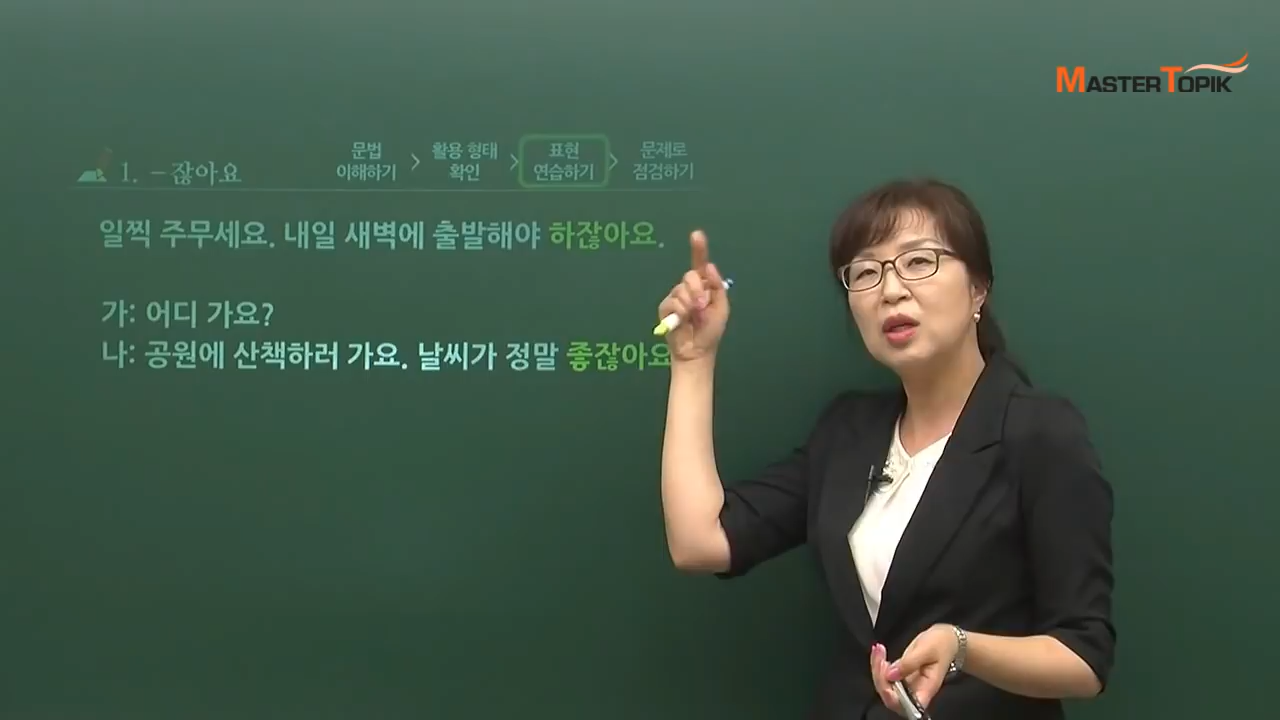 MASTERTOPIK
1. -잖아요
문법 이해하기 > 활용 형태 확인 > 표현 연습하기 > 문제로 점검하기
일찍 주무세요. 내일 새벽에 출발해야 하잖아요.
가: 어디 가요?
나: 공원에 산책하러 가요. 날씨가 정말 좋잖아요